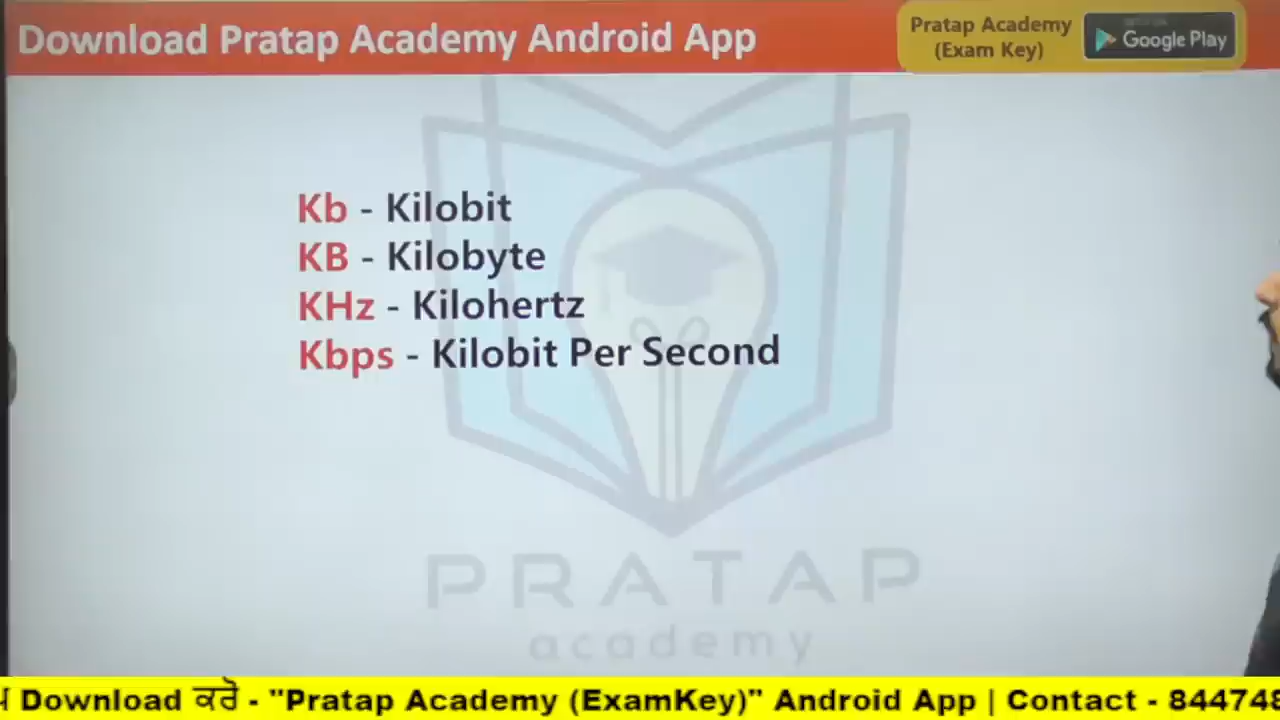 Download Pratap Academy Android App
Pratap Academy
(Exam Key)
Google Play
Kb - Kilobit
KB - Kilobyte
KHz - Kilohertz
Kbps - Kilobit Per Second
PRATAP
academy
Download ਕਰੋ - "Pratap Academy (ExamKey)" Android App | Contact - 844748